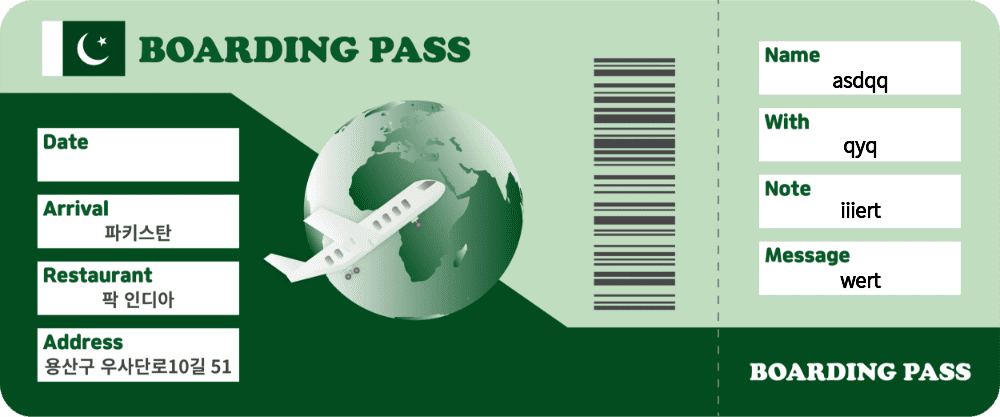 BOARDING PASS
Date
Arrival
파키스탄
Restaurant
팍 인디아
Address
용산구 우사단로10길 51
Name
asdqq
With
qyq
Note
iiiert
Message
wert
BOARDING PASS